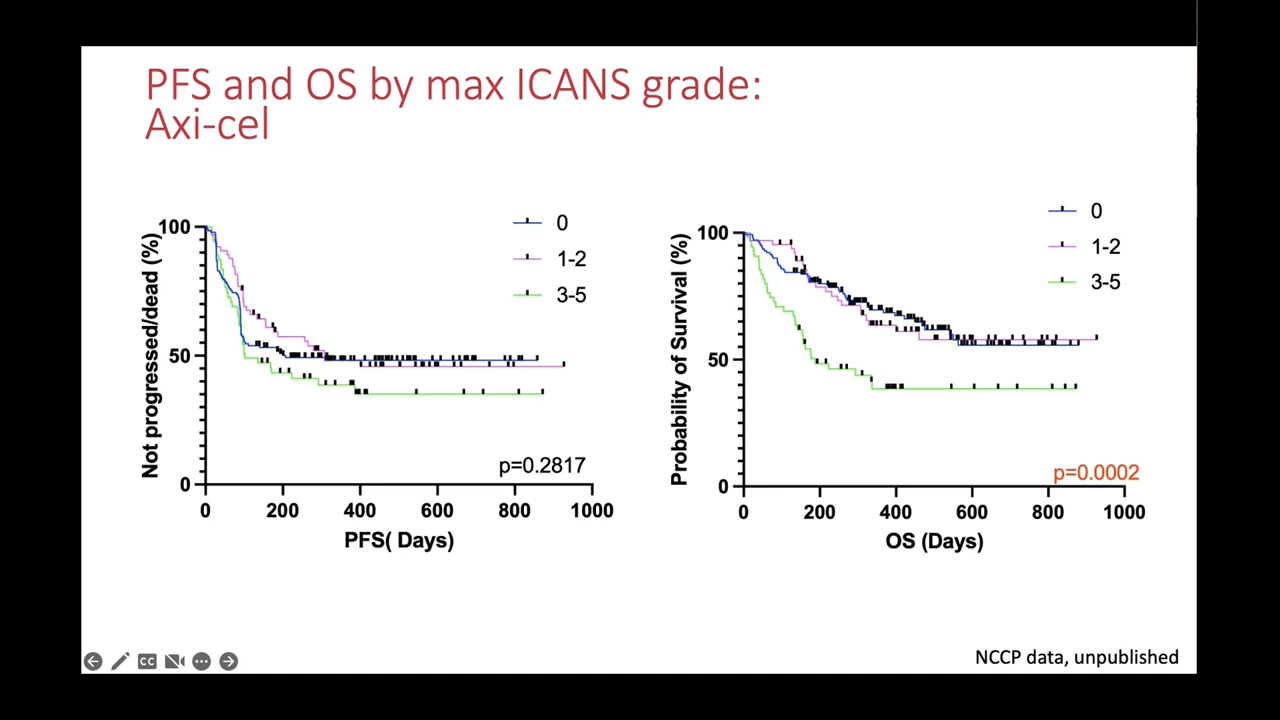 PFS and OS by max ICANS grade:
Axi-cel
0
1-2
3-5
Not progressed/dead (%)
100
50
0
p=0.2817
0 200 400 600 800 1000
PFS( Days)
0
1-2
3-5
Probability of Survival (%)
100
50
0
p=0.0002
0 200 400 600 800 1000
OS (Days)
CC
NCCP data, unpublished